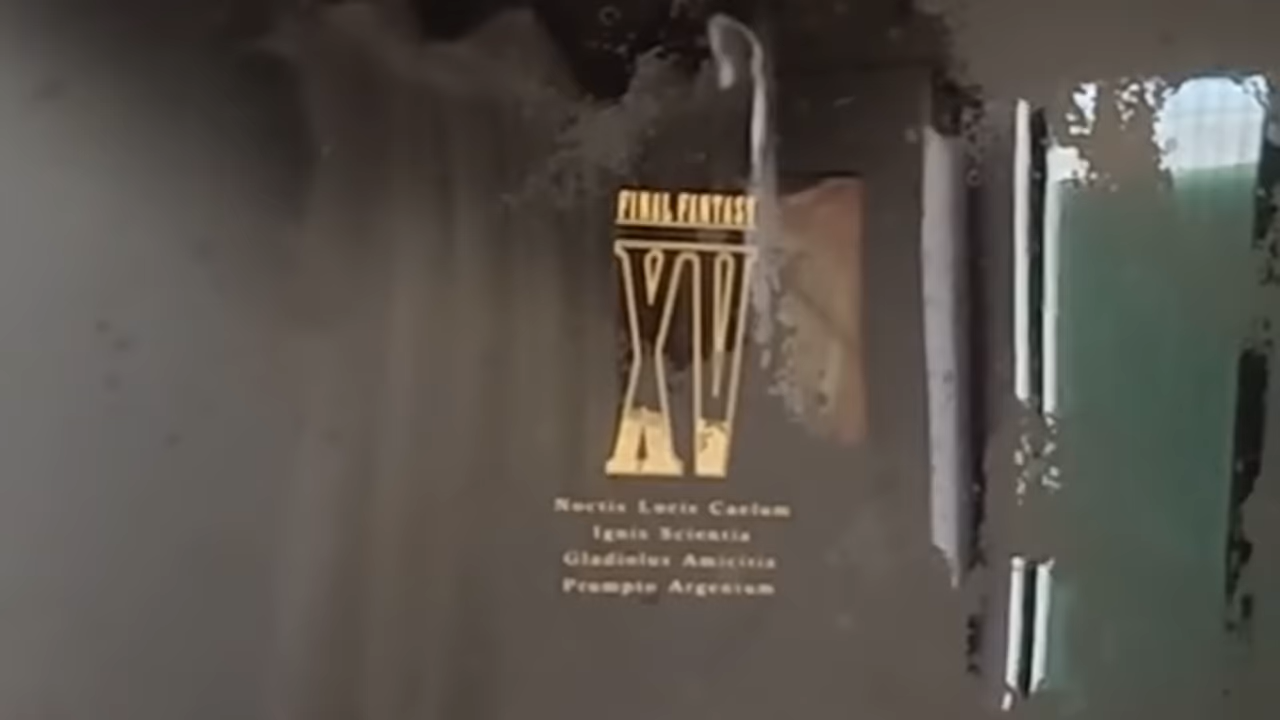 FINAL FANTASY
XV
Noctis Lucis Caelum
Ignis Scientia
Gladiolus Amicitia
Prompto Argentum